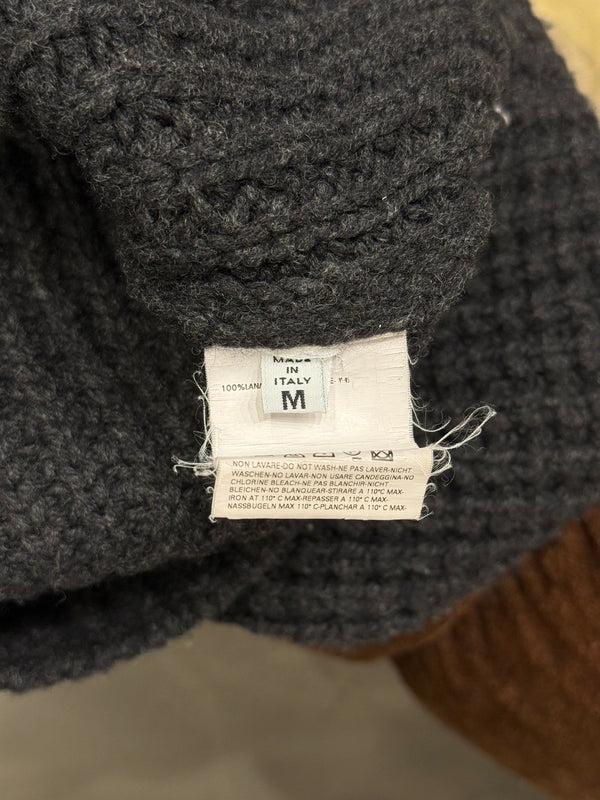 MADE
IN
ITALY
M
100%LANA
NON LAVARE-DO NOT WASH-NE PAS LAVER-NICHT
WASCHEN-NO LAVAR-NON USARE CANDEGGINA-NO
CHLORINE BLEACH-NE PAS BLANCHIR-NICHT
BLEICHEN-NO BLANQUEAR-STIRARE A 110°C MAX-
IRON AT 110° C MAX-REPASSER A 110° C MAX-
NASSBUGELN MAX 110° C-PLANCHAR A 110°C MAX-